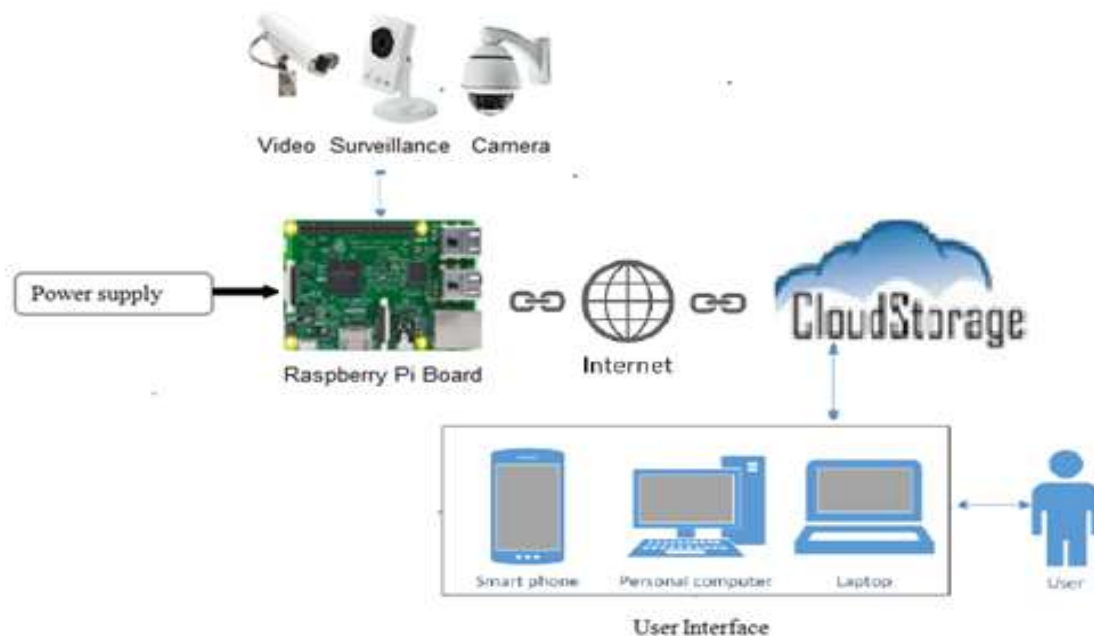 Video Surveillance Camera
Power supply
Raspberry Pi Board
Internet
CloudStorage
Smart phone
Personal computer
Laptop
User
User Interface